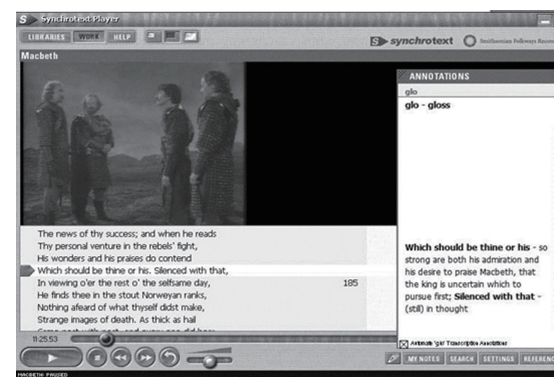 Synchrotext Player
LIBRARIES WORK HELP
synchrotext Smithsonian Folkways
Macbeth
ANNOTATIONS
glo
glo - gloss
The news of thy success; and when he reads
Thy personal venture in the rebels' fight,
His wonders and his praises do contend
Which should be thine or his. Silenced with that,
In viewing o'er the rest o' the selfsame day, 185
He finds thee in the stout Norweyan ranks,
Nothing afeard of what thyself didst make,
Strange images of death. As thick as hail
Which should be thine or his - so
strong are both his admiration and
his desire to praise Macbeth, that
the king is uncertain which to
pursue first; Silenced with that -
(still) in thought
11:25.53
Automate 'glo' Transcription Annotations
MY NOTES SEARCH SETTINGS REFERENC
MACBETH: PAUSED